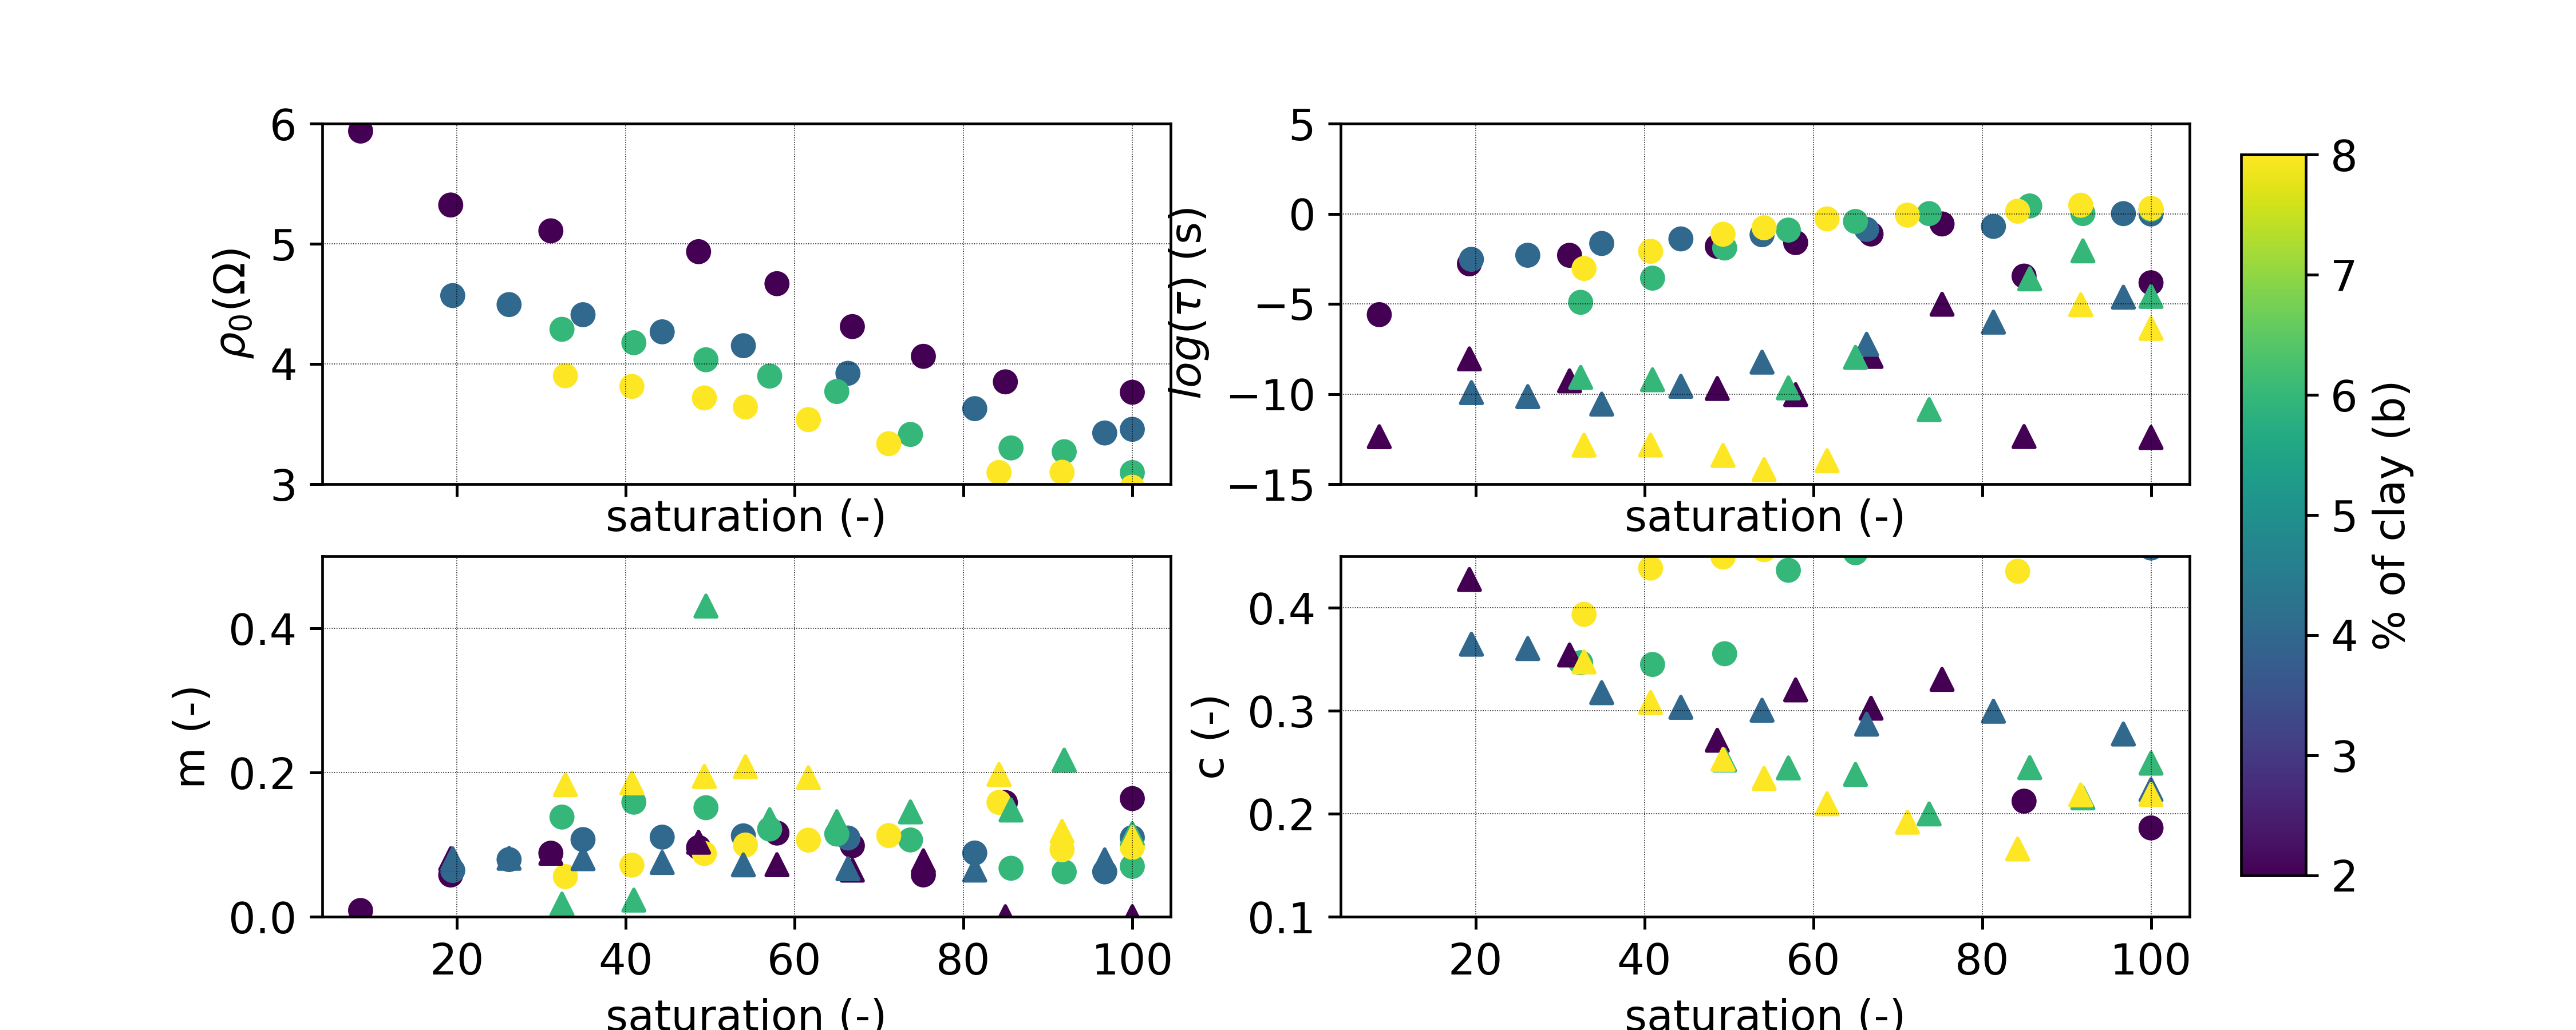 6
5
4
3
ρ₀(Ω)
saturation (-)
5
0
−5
−10
−15
log(τ) (s)
saturation (-)
0.4
0.2
0.0
m (-)
20 40 60 80 100
saturation (-)
0.4
0.3
0.2
0.1
c (-)
20 40 60 80 100
saturation (-)
8
7
6
5
4
3
2
% of clay (b)